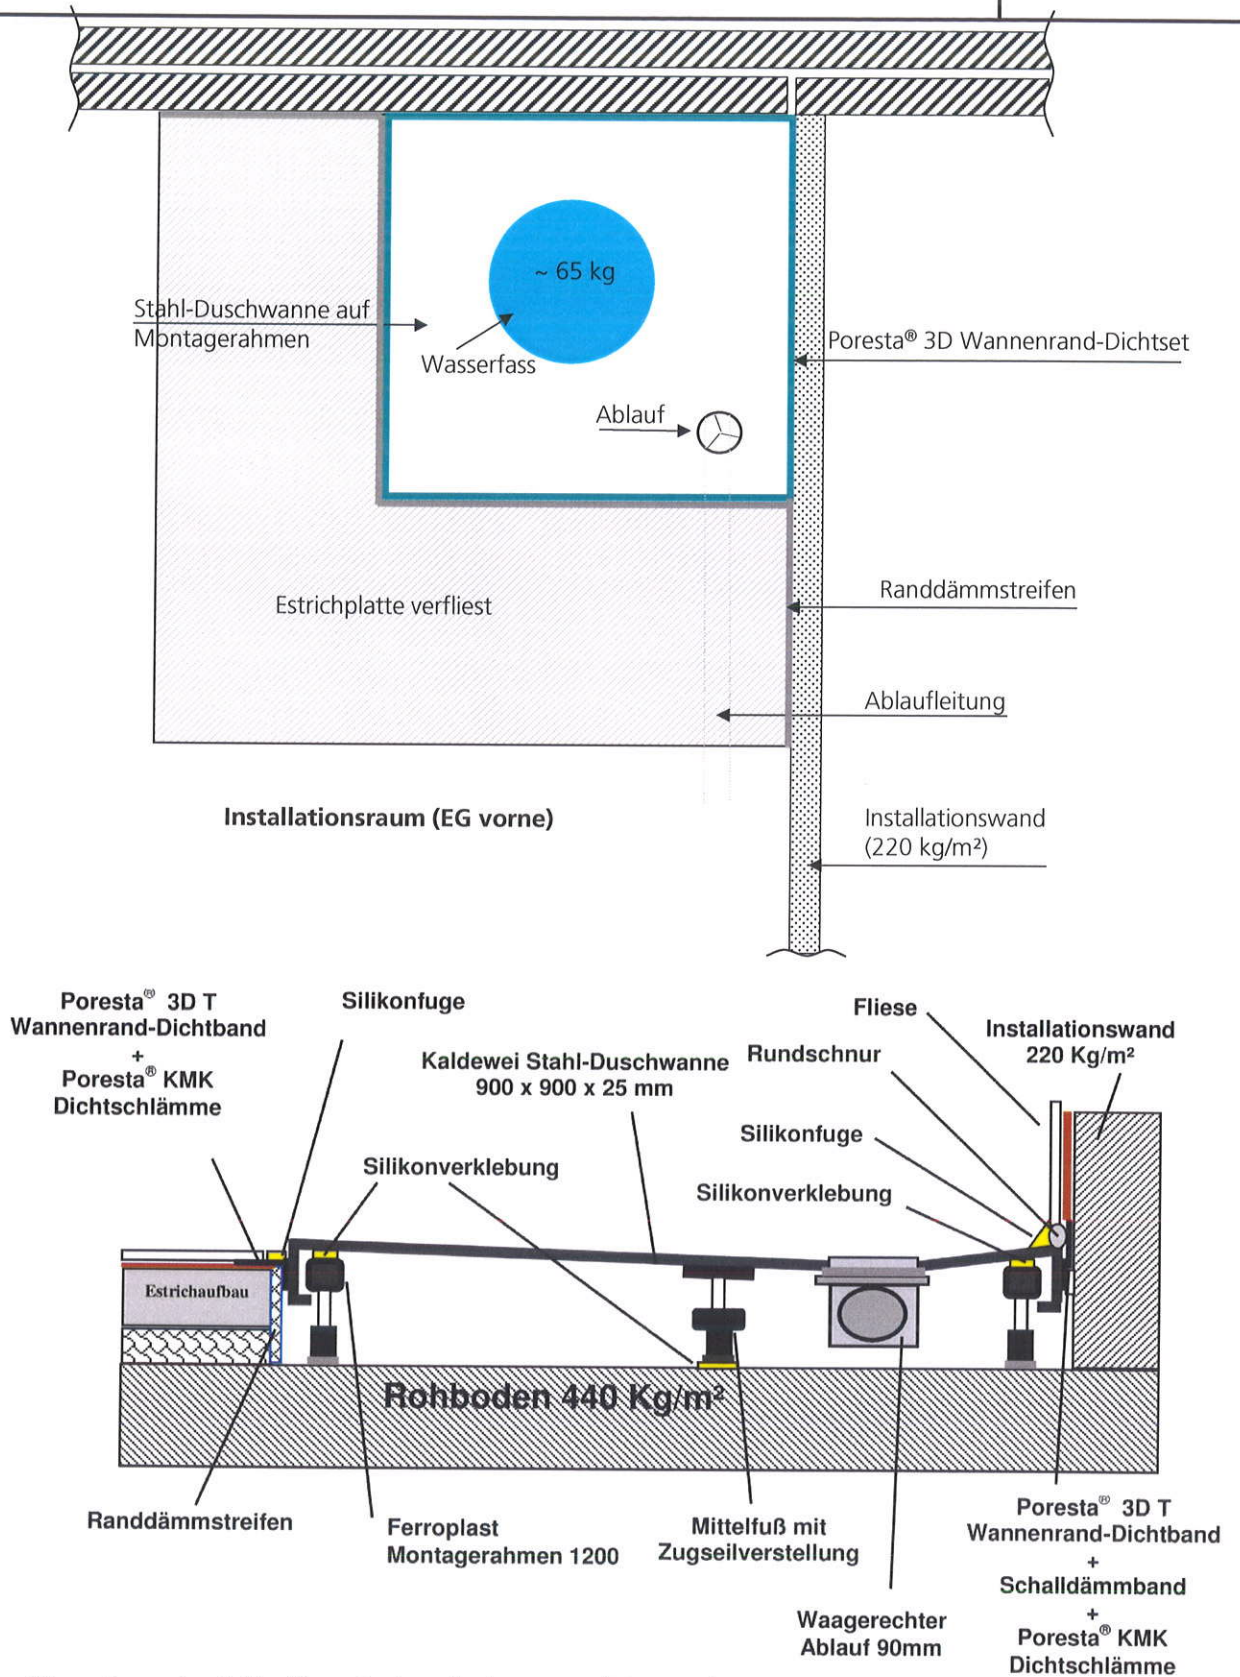 ~ 65 kg
Stahl-Duschwanne auf
Montagerahmen
Wasserfass
Poresta® 3D Wannenrand-Dichtset
Ablauf
Estrichplatte verfliest
Randdämmstreifen
Ablaufleitung
Installationsraum (EG vorne)
Installationswand
(220 kg/m²)
Poresta® 3D T
Wannenrand-Dichtband
+
Poresta® KMK
Dichtschlämme
Silikonfuge
Kaldewei Stahl-Duschwanne
900 x 900 x 25 mm
Fliese
Rundschnur
Installationswand
220 Kg/m²
Silikonfuge
Silikonverklebung
Silikonverklebung
Estrichaufbau
Rohboden 440 Kg/m²
Randdämmstreifen
Ferroplast
Montagerahmen 1200
Mittelfuß mit
Zugseilverstellung
Waagerechter
Ablauf 90mm
Poresta® 3D T
Wannenrand-Dichtband
+
Schalldämmband
+
Poresta® KMK
Dichtschlämme